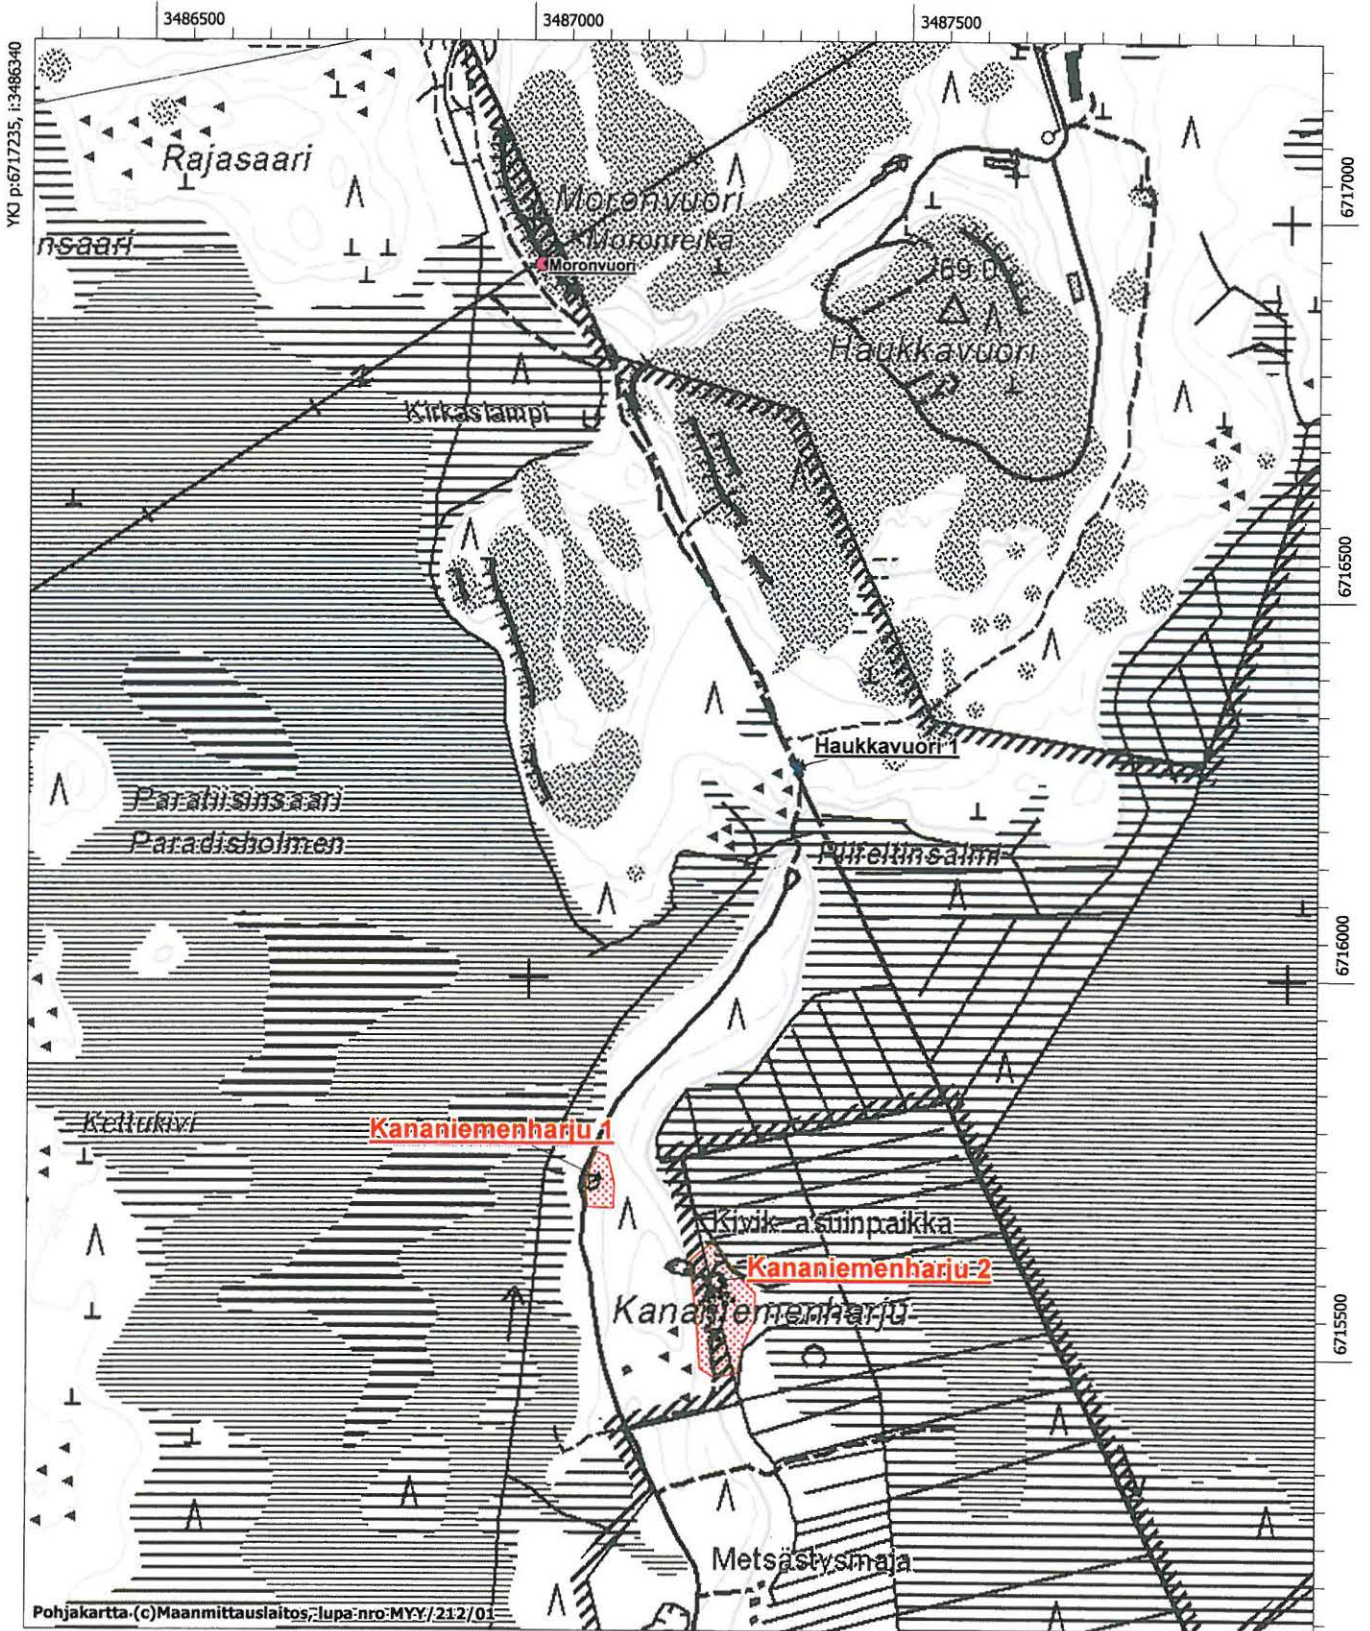 3486500
3487000
3487500
YKJ p:6717235, i:3486340
Rajasaari
6717000
Moronvuori
nsaari
Moronreikä
Moronvuori
69.0
Haukkavuori
Kirkaslampi
6716500
Haukkavuori 1
Paratiisinsaari
Paradisholmen
Piiteltinsalmi
6716000
Kellukivi
Kananiemenharju 1
Kivik. asuinpaikka
Kananiemenharju 2
Kananiemenharju
6715500
Metsästysmaja
Pohjakartta (c)Maanmittauslaitos, lupa nro MYY/212/01